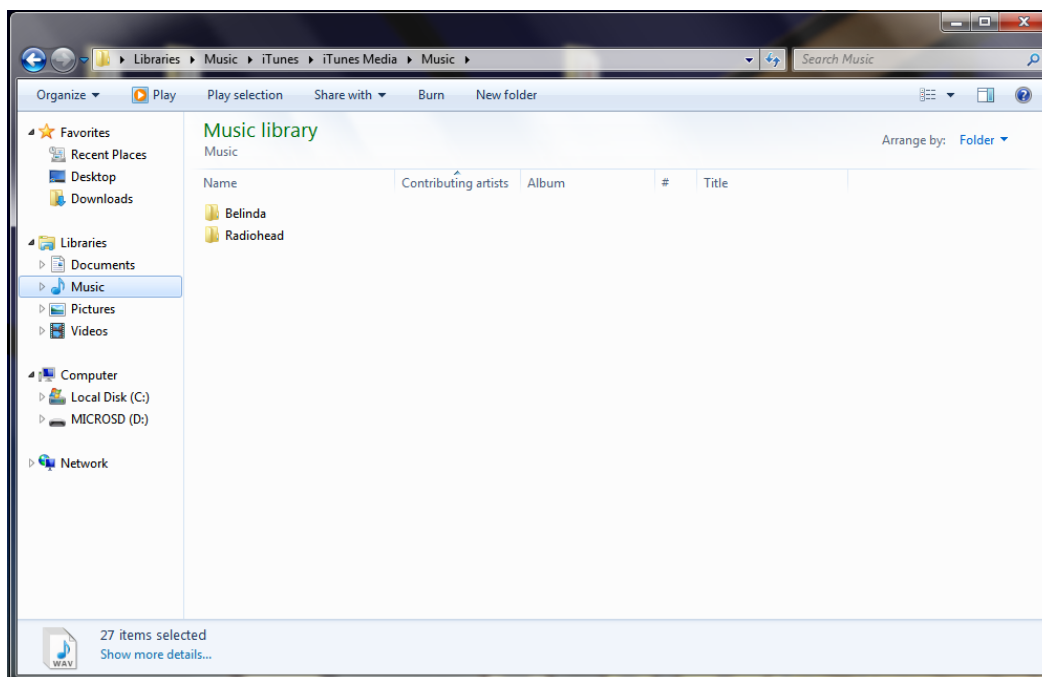 Libraries Music iTunes iTunes Media Music
Search Music
Organize Play Play selection Share with Burn New folder
Favorites
Recent Places
Desktop
Downloads
Libraries
Documents
Music
Pictures
Videos
Computer
Local Disk (C:)
MICROSD (D:)
Network
Music library
Music
Arrange by: Folder
Name Contributing artists Album # Title
Belinda
Radiohead
WAV
27 items selected
Show more details...